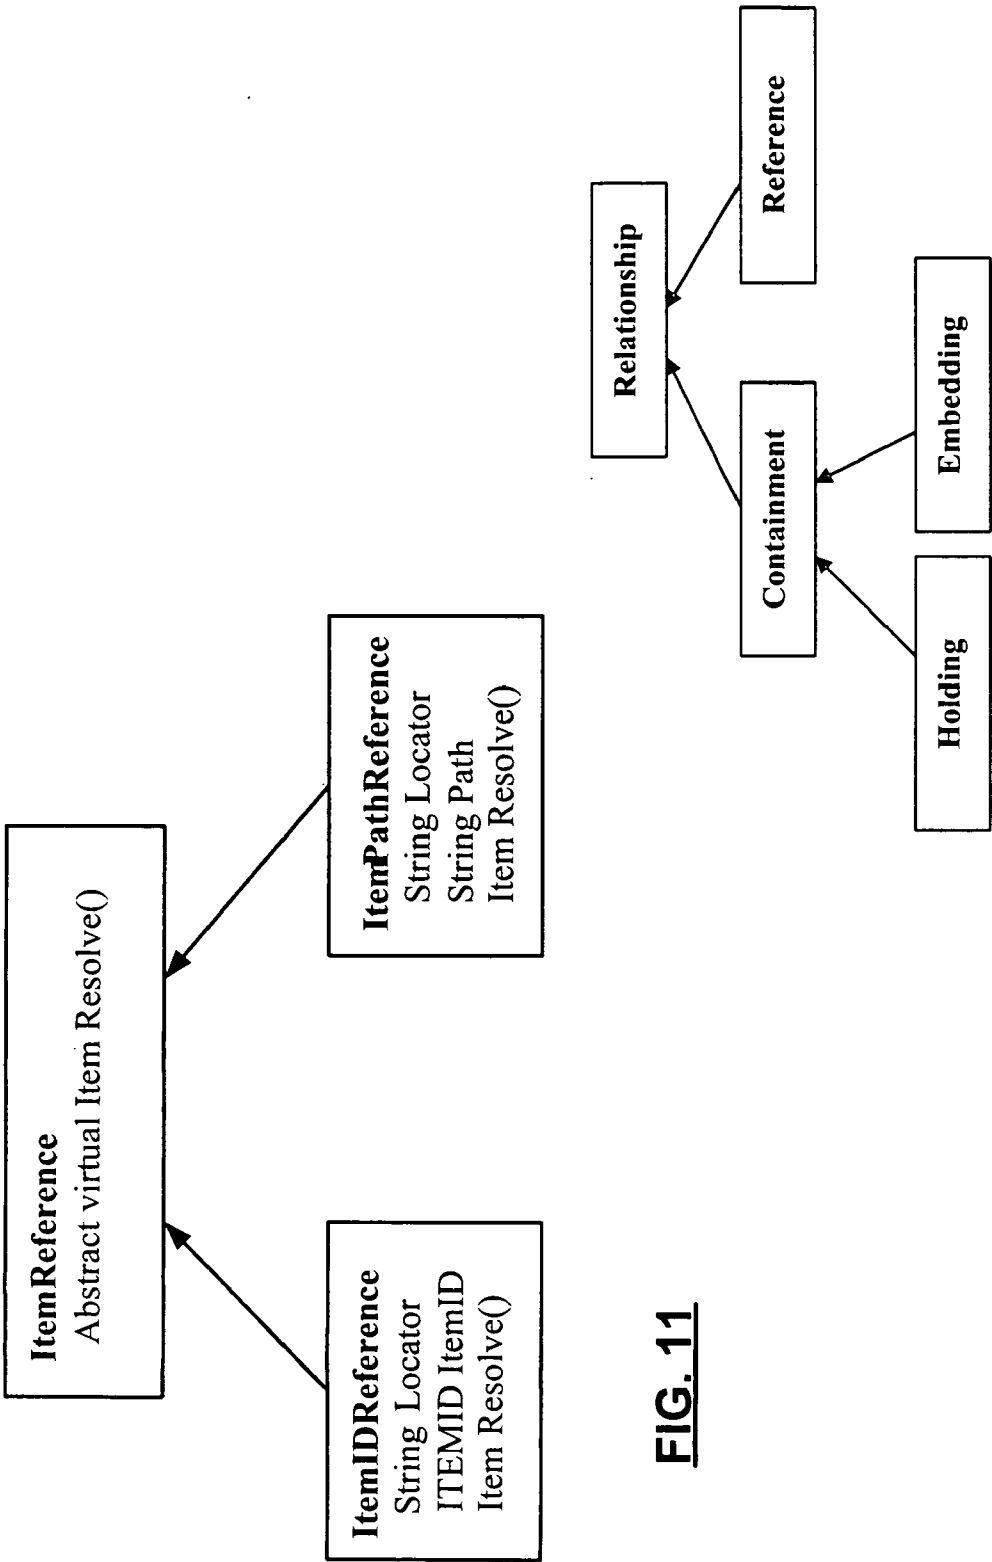 ItemReference
Abstract virtual Item Resolve()
ItemIDReference
String Locator
ITEMID ItemID
Item Resolve()
ItemPathReference
String Locator
String Path
Item Resolve()
Relationship
Containment
Reference
Holding
Embedding
FIG. 11